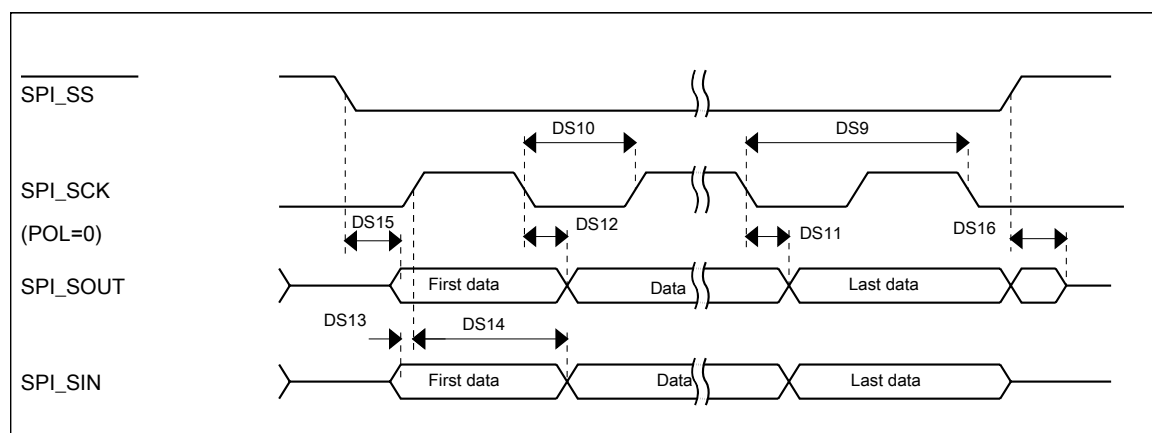 SPI_SS
DS10
DS9
SPI_SCK
(POL=0)
DS15
DS12
DS11
DS16
SPI_SOUT
First data
Data
Last data
DS13
DS14
SPI_SIN
First data
Data
Last data